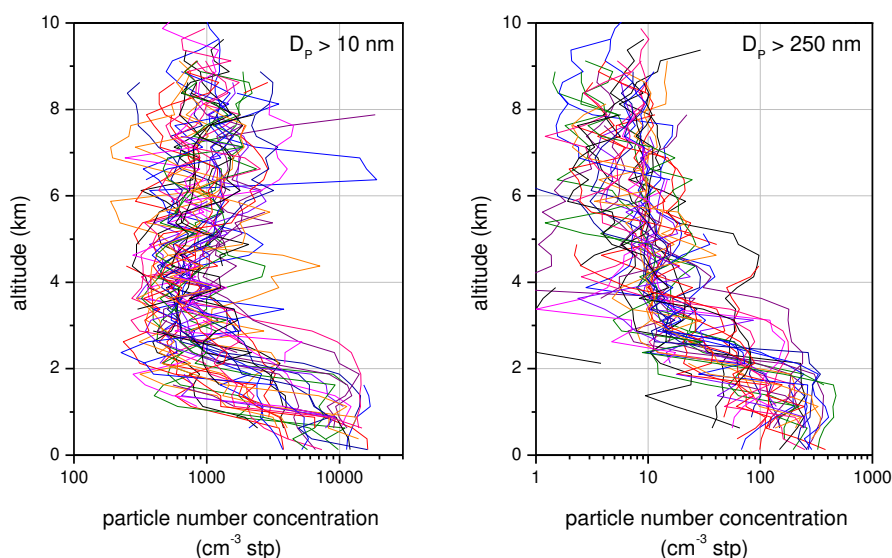 10
8
6
4
2
0
altitude (km)
D_P > 10 nm
100 1000 10000
particle number concentration
(cm⁻³ stp)
10
8
6
4
2
0
altitude (km)
D_P > 250 nm
1 10 100 1000
particle number concentration
(cm⁻³ stp)